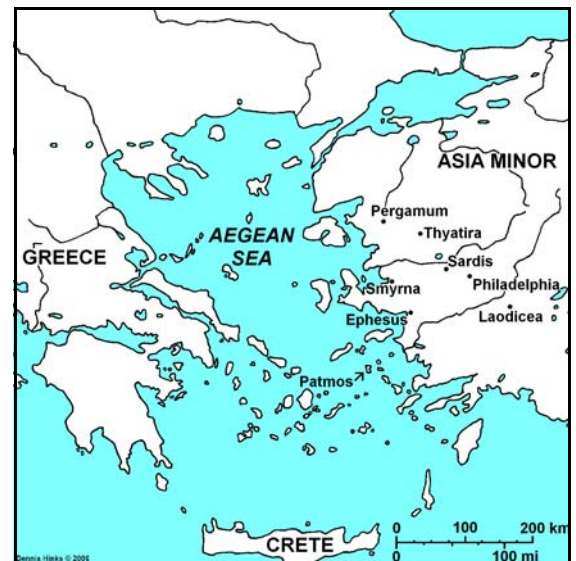 ASIA MINOR
Pergamum
Thyatira
AEGEAN
SEA
GREECE
Sardis
Smyrna
Philadelphia
Ephesus
Laodicea
Patmos
CRETE
0 100 200 km
0 100 mi
Dennis Hinks © 2006